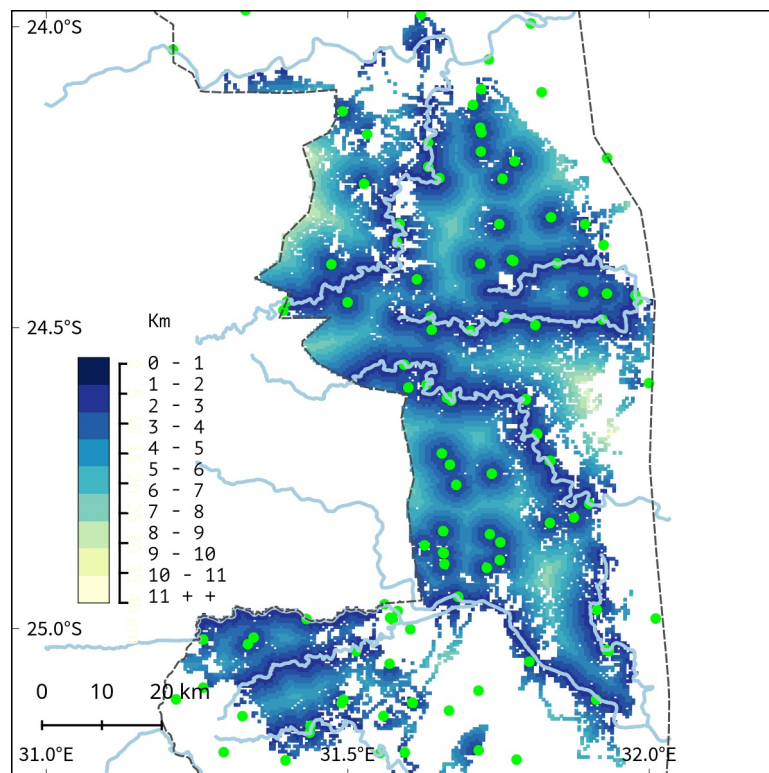 24.0°S
24.5°S
Km
0 - 1
1 - 2
2 - 3
3 - 4
4 - 5
5 - 6
6 - 7
7 - 8
8 - 9
9 - 10
10 - 11
11 + +
25.0°S
0 10 20 km
31.0°E 31.5°E 32.0°E